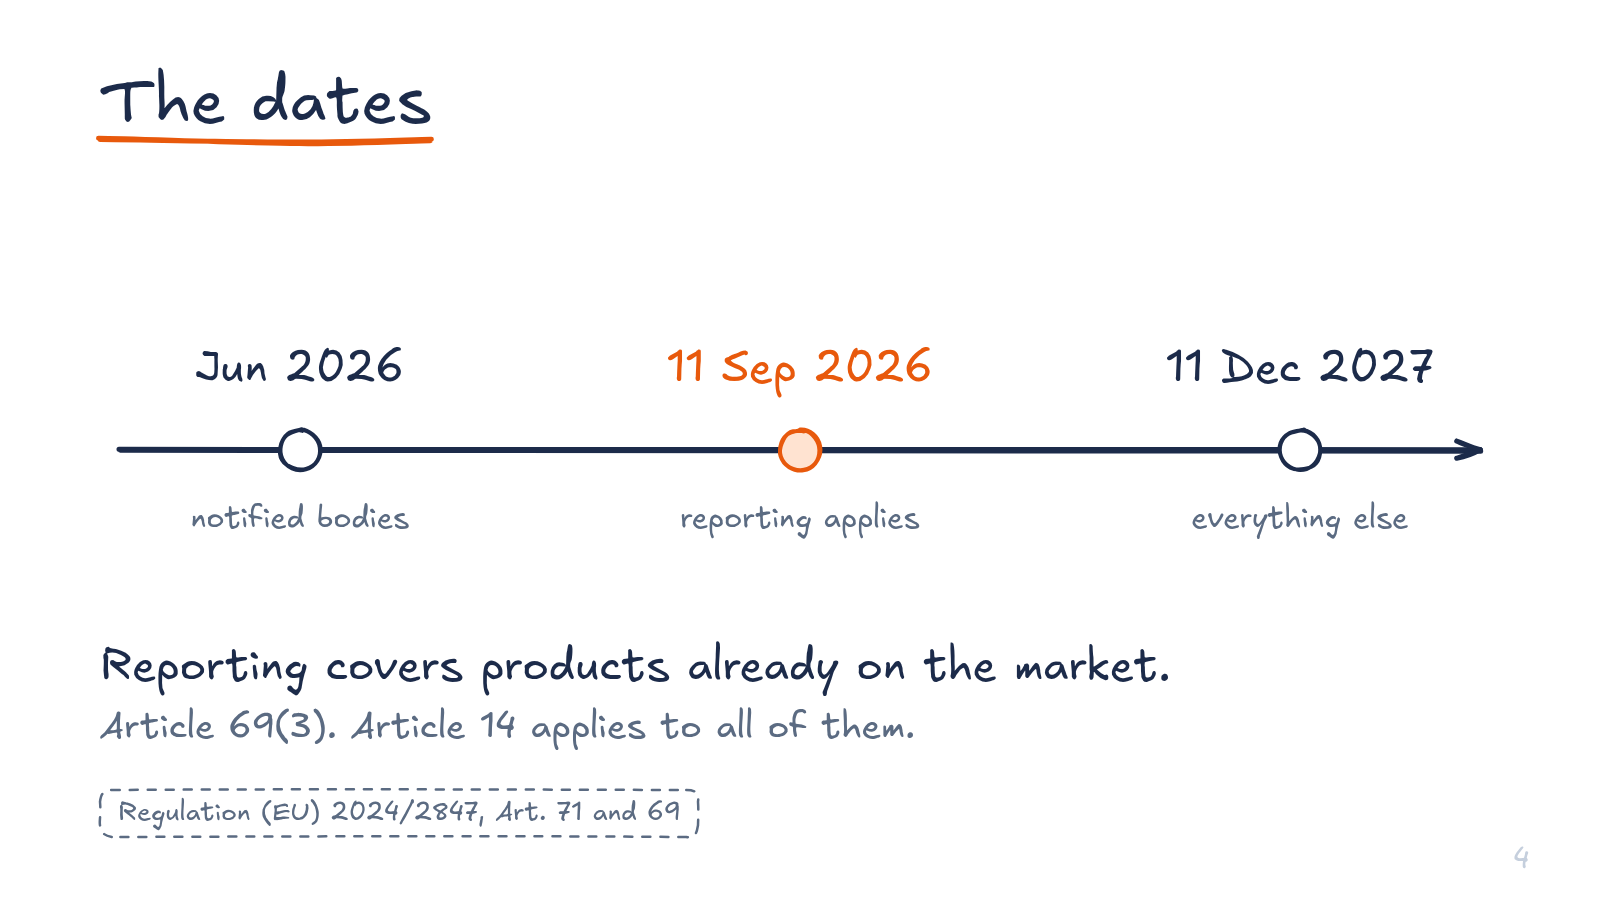 The dates
Jun 2026
11 Sep 2026
11 Dec 2027
notified bodies
reporting applies
everything else
Reporting covers products already on the market.
Article 69(3). Article 14 applies to all of them.
Regulation (EU) 2024/2847, Art. 71 and 69
4